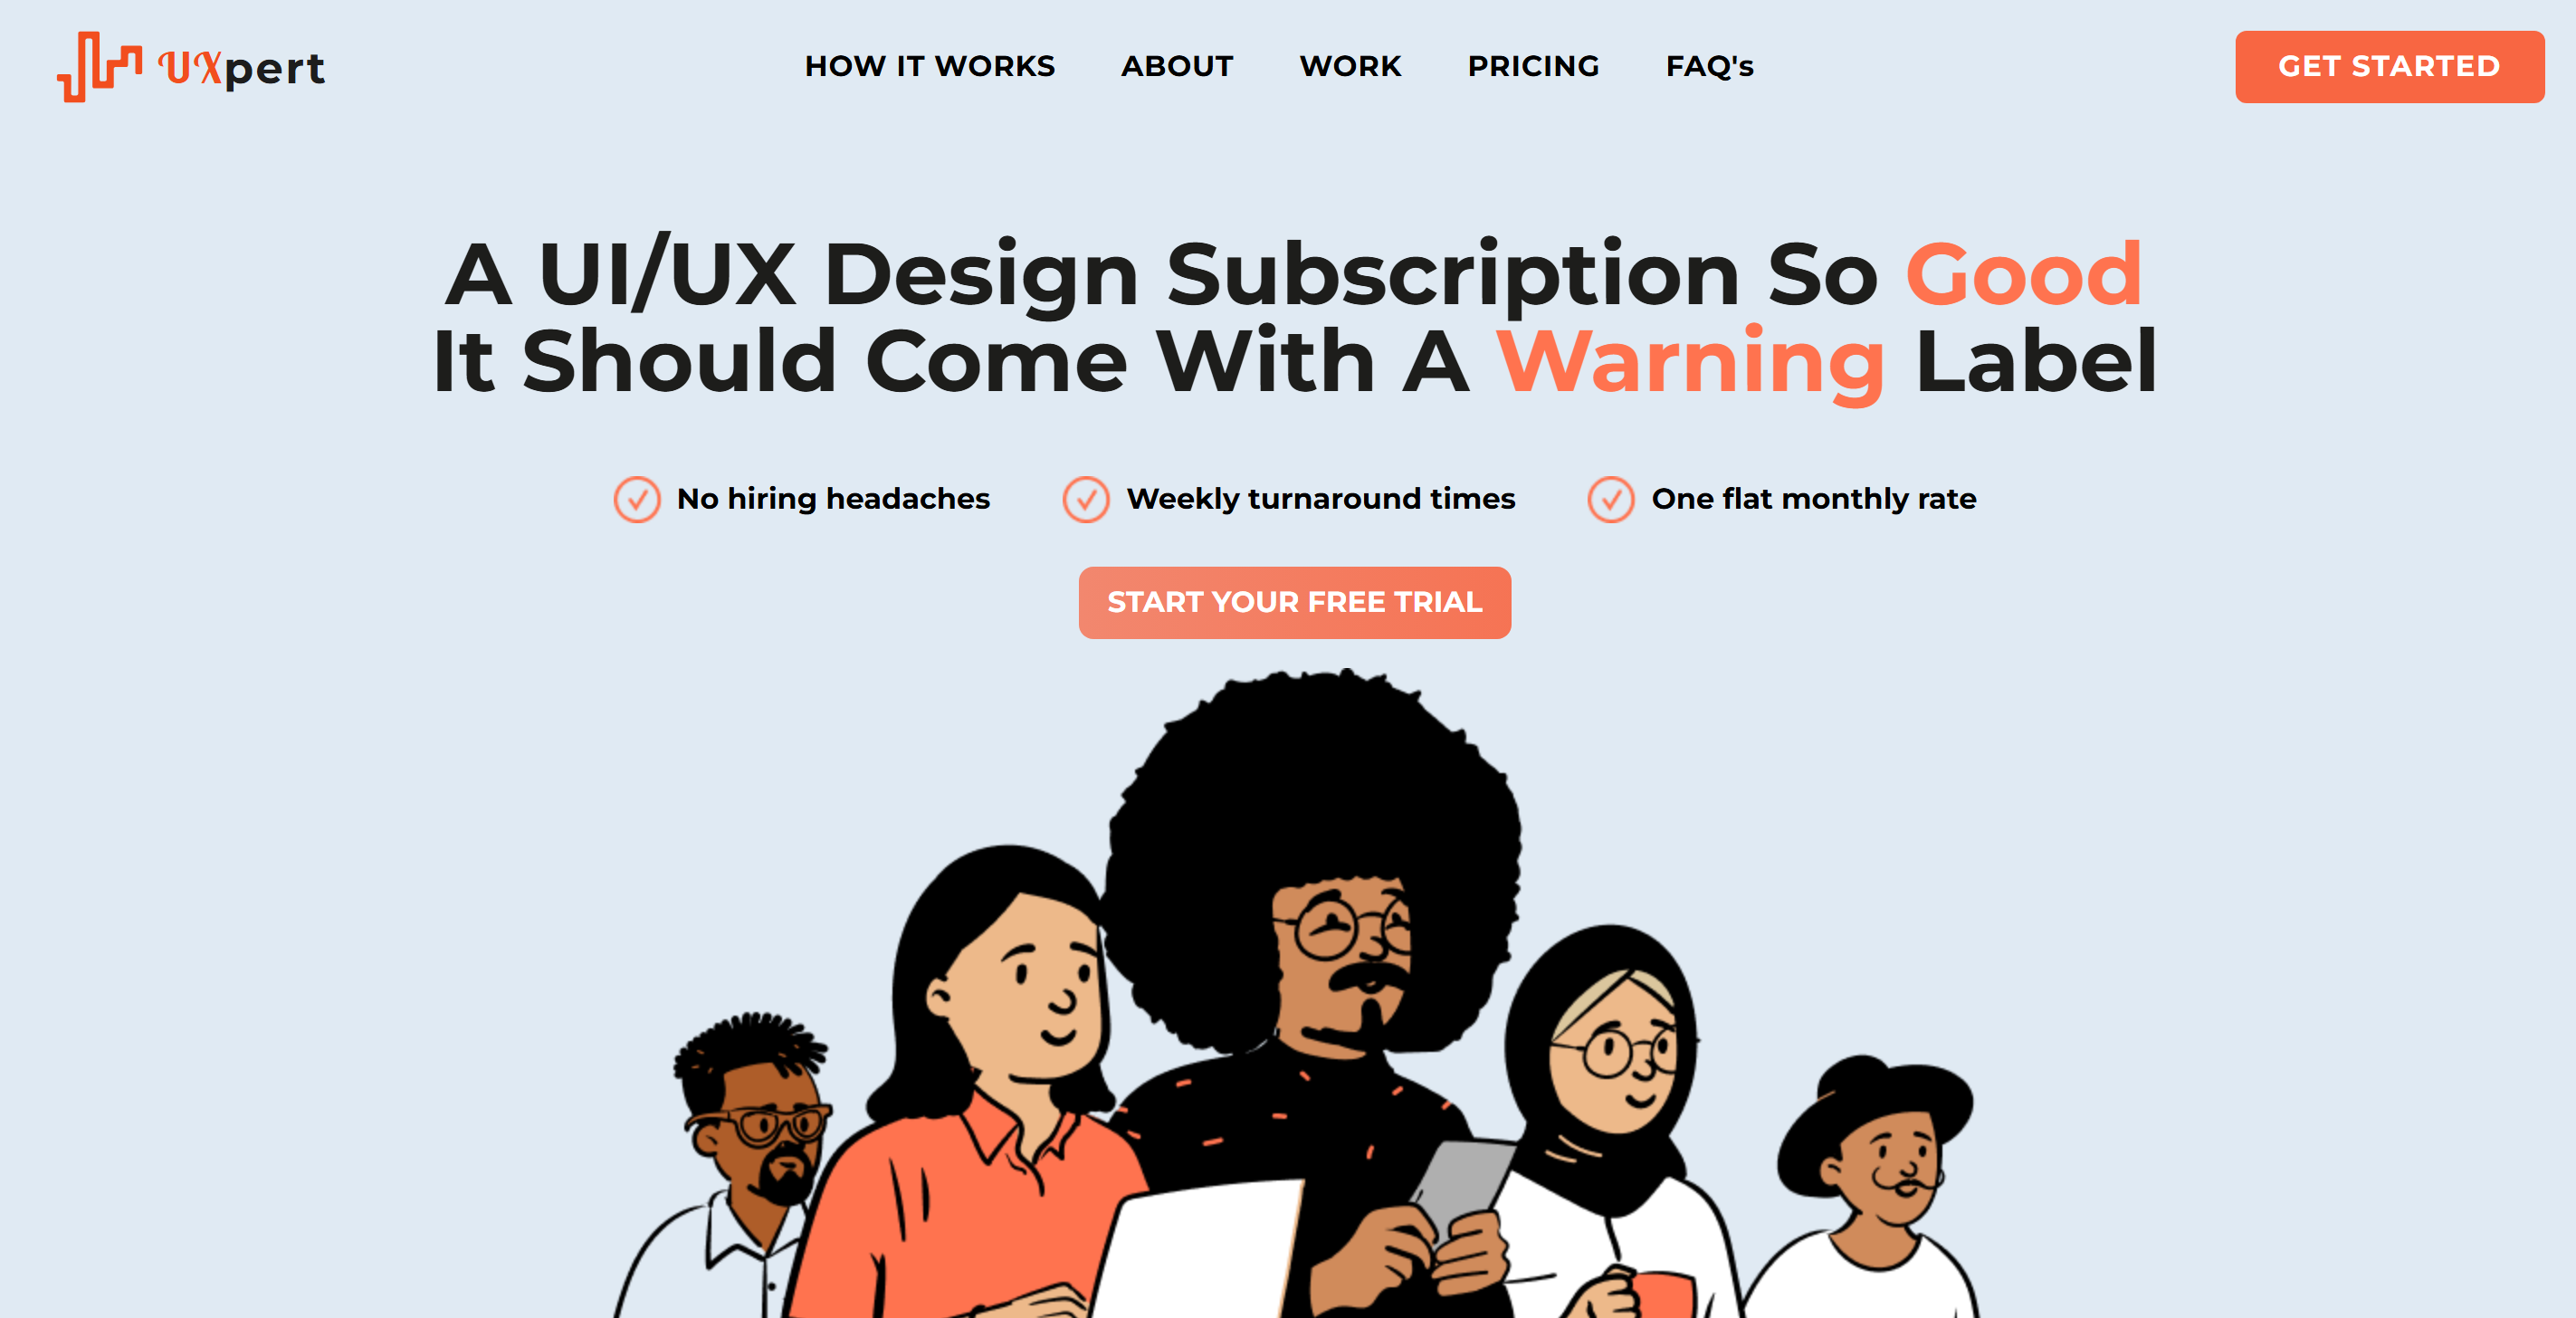 UXpert
HOW IT WORKS
ABOUT
WORK
PRICING
FAQ's
GET STARTED
A UI/UX Design Subscription So Good
It Should Come With A Warning Label
No hiring headaches
Weekly turnaround times
One flat monthly rate
START YOUR FREE TRIAL